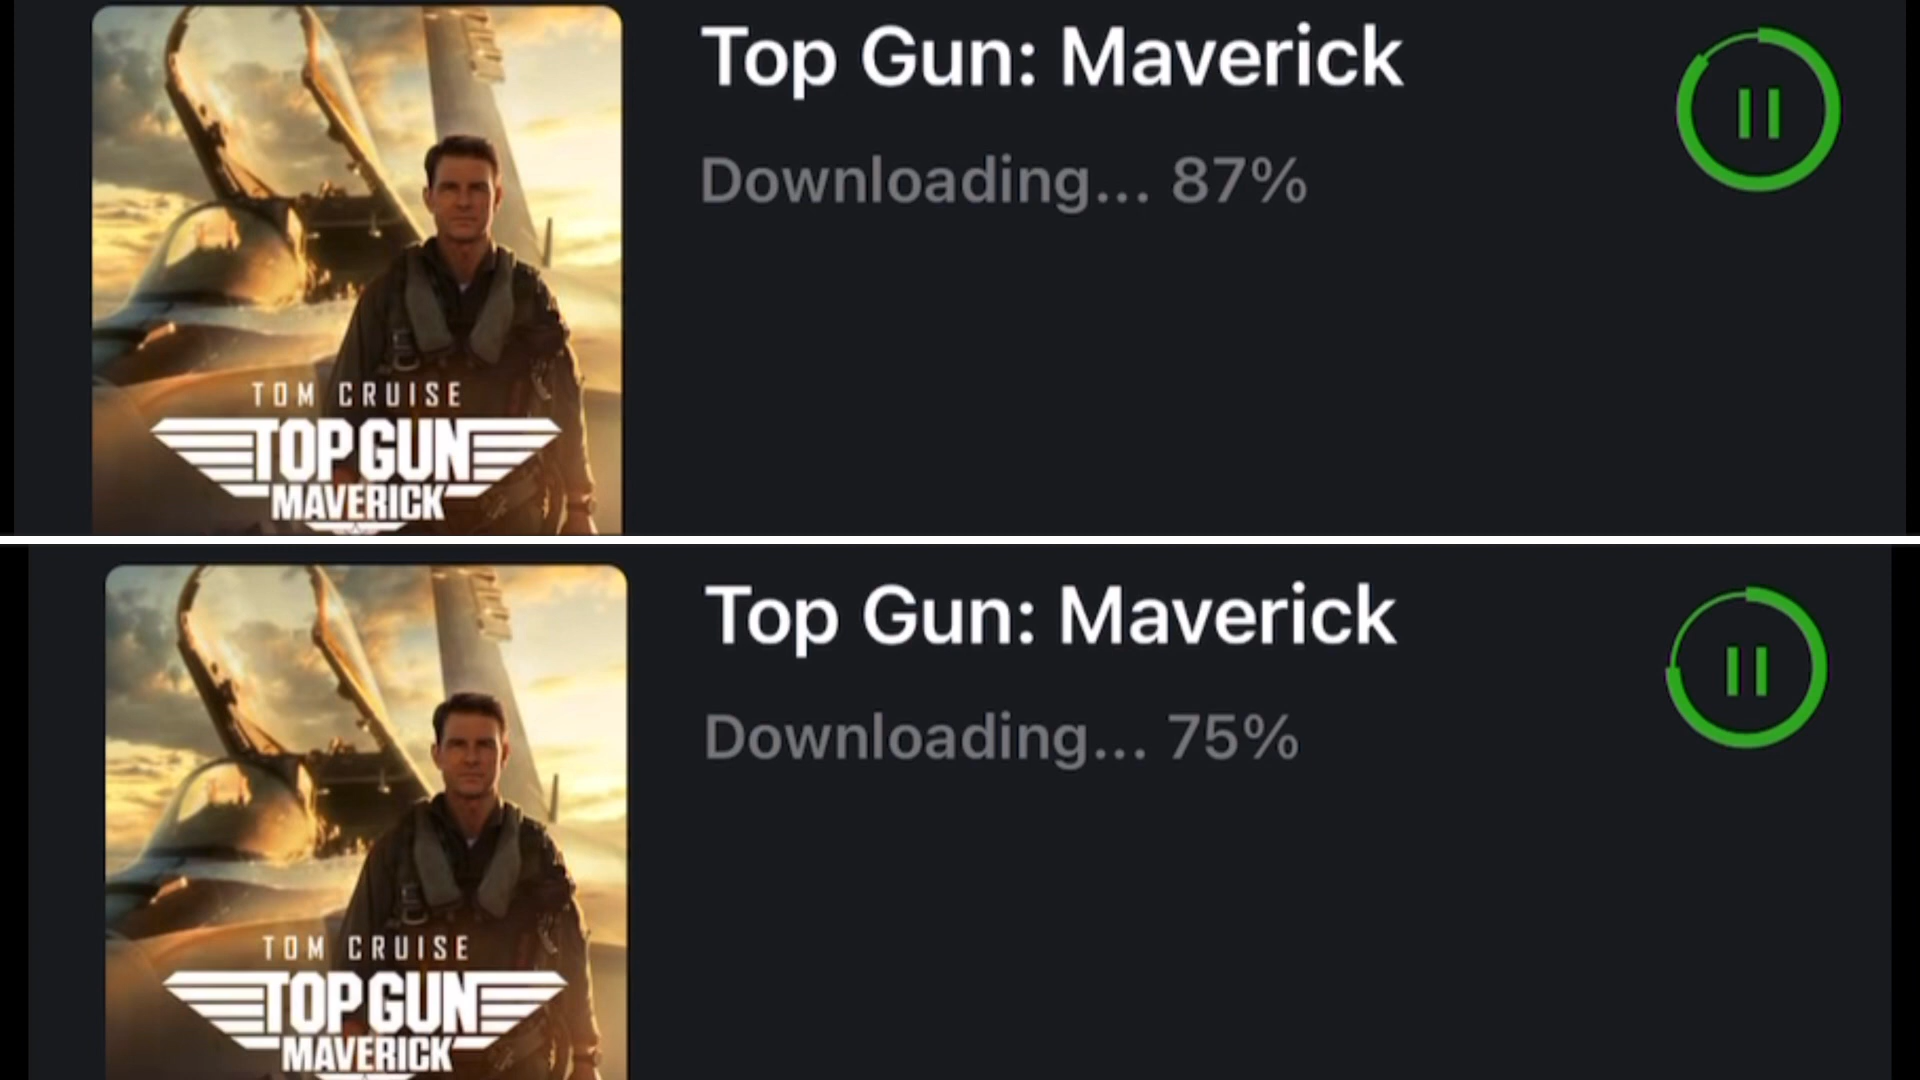 Top Gun: Maverick
Downloading... 87%
TOM CRUISE
TOP GUN
MAVERICK
Top Gun: Maverick
Downloading... 75%
TOM CRUISE
TOP GUN
MAVERICK